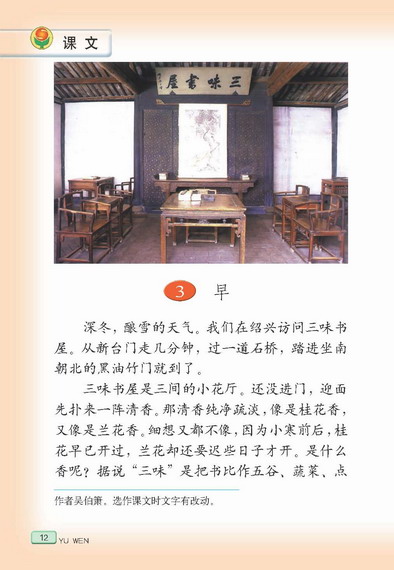 课文
三味书屋
3 早
深冬，酿雪的天气。我们在绍兴访问三味书
屋。从新台门走几分钟，过一道石桥，踏进坐南
朝北的黑油竹门就到了。
三味书屋是三间的小花厅。还没进门，迎面
先扑来一阵清香。那清香纯净疏淡，像是桂花香，
又像是兰花香。细想又都不像，因为小寒前后，桂
花早已开过，兰花却还要迟些日子才开。是什么
香呢？据说“三味”是把书比作五谷、蔬菜、点
作者吴伯箫。选作课文时文字有改动。
12 YU WEN